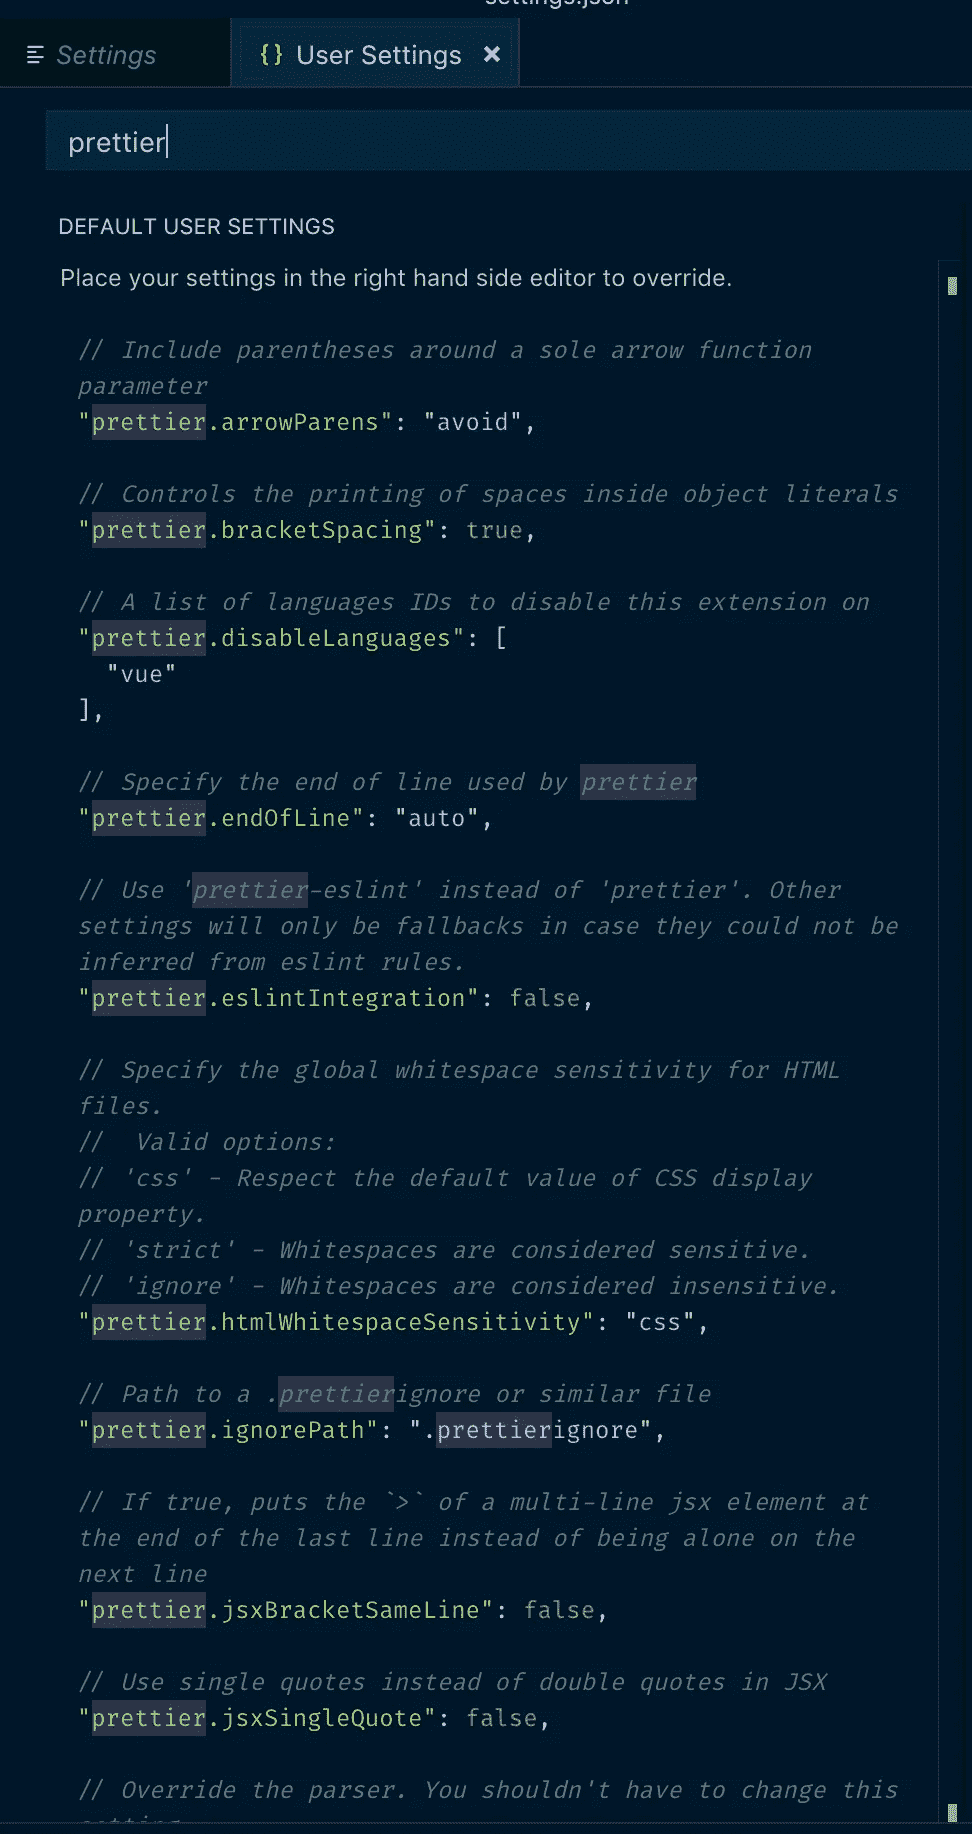 settings.json
Settings
{} User Settings ×
prettier
DEFAULT USER SETTINGS
Place your settings in the right hand side editor to override.
// Include parentheses around a sole arrow function
parameter
"prettier.arrowParens": "avoid",
// Controls the printing of spaces inside object literals
"prettier.bracketSpacing": true,
// A list of languages IDs to disable this extension on
"prettier.disableLanguages": [
"vue"
],
// Specify the end of line used by prettier
"prettier.endOfLine": "auto",
// Use 'prettier-eslint' instead of 'prettier'. Other
settings will only be fallbacks in case they could not be
inferred from eslint rules.
"prettier.eslintIntegration": false,
// Specify the global whitespace sensitivity for HTML
files.
//  Valid options:
// 'css' - Respect the default value of CSS display
property.
// 'strict' - Whitespaces are considered sensitive.
// 'ignore' - Whitespaces are considered insensitive.
"prettier.htmlWhitespaceSensitivity": "css",
// Path to a .prettierignore or similar file
"prettier.ignorePath": ".prettierignore",
// If true, puts the `>` of a multi-line jsx element at
the end of the last line instead of being alone on the
next line
"prettier.jsxBracketSameLine": false,
// Use single quotes instead of double quotes in JSX
"prettier.jsxSingleQuote": false,
// Override the parser. You shouldn't have to change this